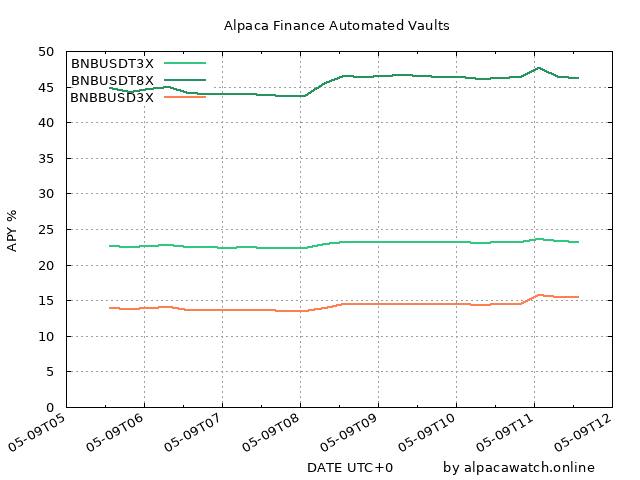 Alpaca Finance Automated Vaults
50
BNBUSDT3X
BNBUSDT8X
BNBBUSD3X
45
40
35
30
25
APY %
20
15
10
5
0
05-09T05
05-09T06
05-09T07
05-09T08
05-09T09
05-09T10
05-09T11
05-09T12
DATE UTC+0
by alpacawatch.online